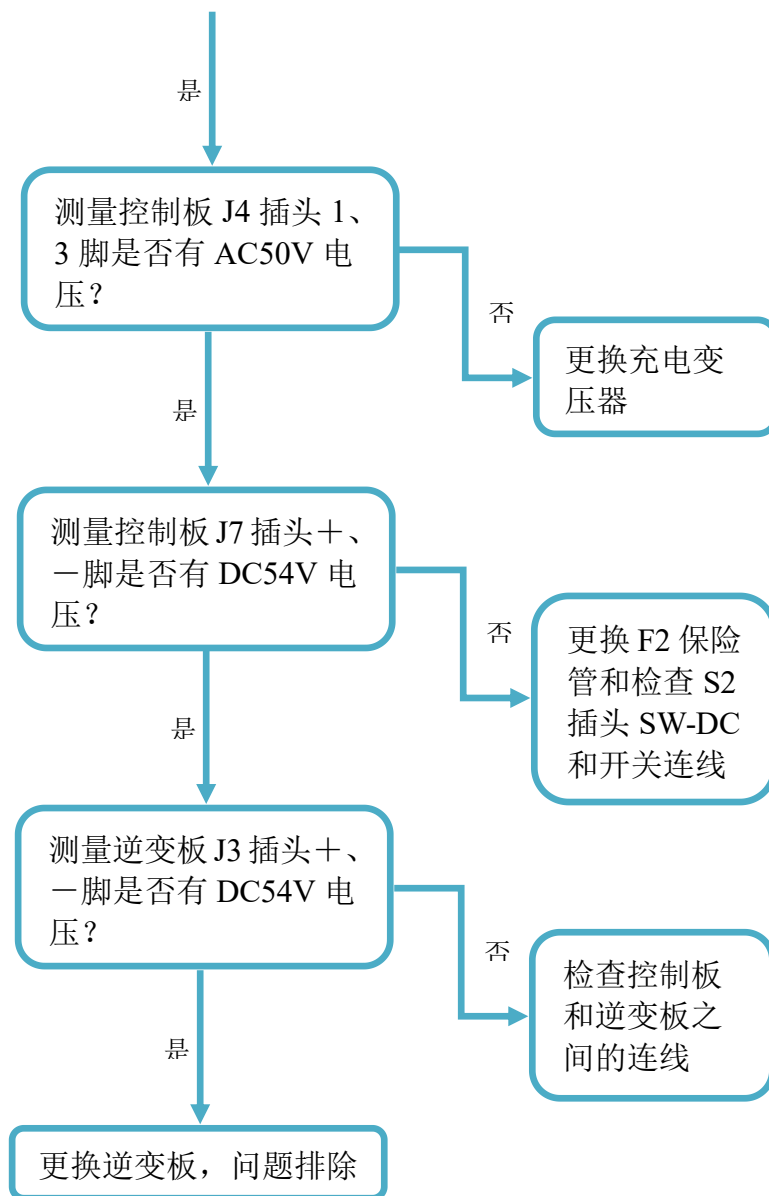 是
测量控制板 J4 插头 1、
3 脚是否有 AC50V 电
压？
否
更换充电变
压器
是
测量控制板 J7 插头＋、
－脚是否有 DC54V 电
压？
否
更换 F2 保险
管和检查 S2
插头 SW-DC
和开关连线
是
测量逆变板 J3 插头＋、
－脚是否有 DC54V 电
压？
否
检查控制板
和逆变板之
间的连线
是
更换逆变板，问题排除